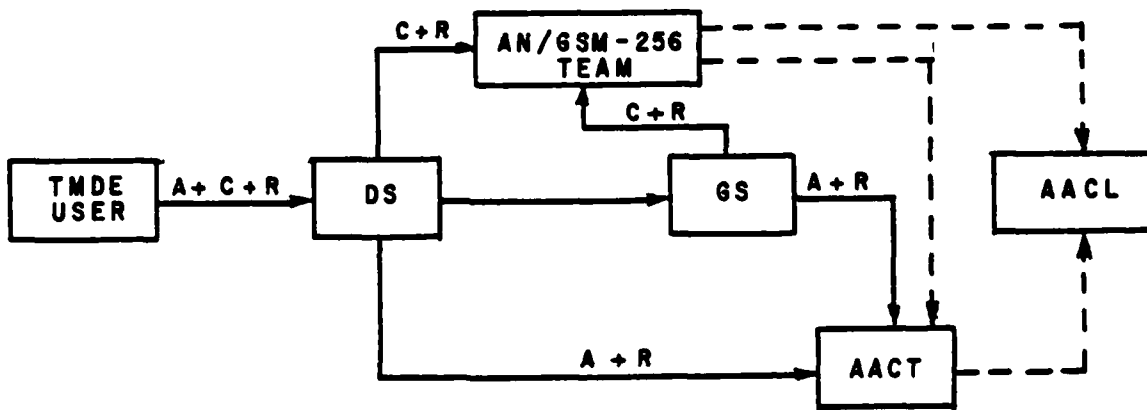 C+R
AN/GSM-256
TEAM
C+R
TMDE
USER
A+ C+R
DS
GS
A+R
AACL
A + R
AACT